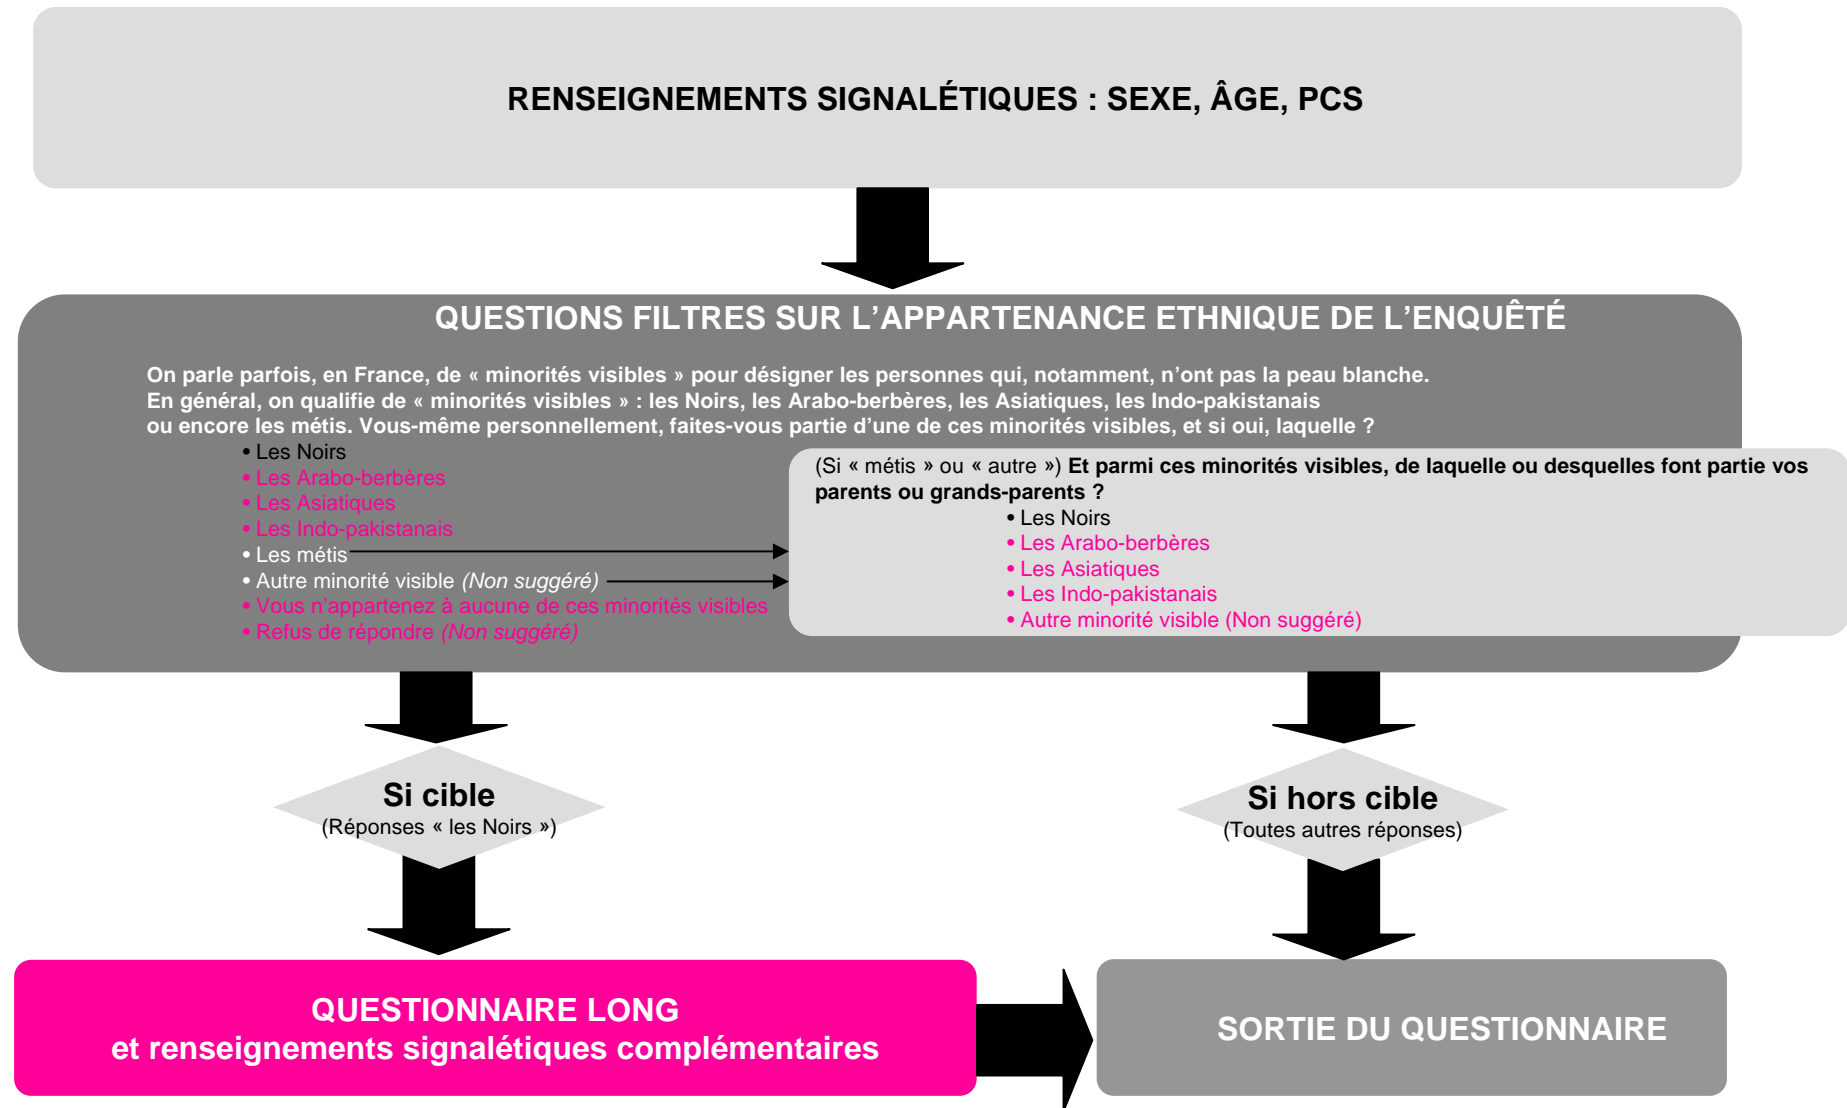 RENSEIGNEMENTS SIGNALÉTIQUES : SEXE, ÂGE, PCS
QUESTIONS FILTRES SUR L’APPARTENANCE ETHNIQUE DE L’ENQUÊTÉ
On parle parfois, en France, de « minorités visibles » pour désigner les personnes qui, notamment, n’ont pas la peau blanche.
En général, on qualifie de « minorités visibles » : les Noirs, les Arabo-berbères, les Asiatiques, les Indo-pakistanais
ou encore les métis. Vous-même personnellement, faites-vous partie d’une de ces minorités visibles, et si oui, laquelle ?
• Les Noirs
• Les Arabo-berbères
• Les Asiatiques
• Les Indo-pakistanais
• Les métis
• Autre minorité visible (Non suggéré)
• Vous n’appartenez à aucune de ces minorités visibles
• Refus de répondre (Non suggéré)
(Si « métis » ou « autre ») Et parmi ces minorités visibles, de laquelle ou desquelles font partie vos
parents ou grands-parents ?
• Les Noirs
• Les Arabo-berbères
• Les Asiatiques
• Les Indo-pakistanais
• Autre minorité visible (Non suggéré)
Si cible
(Réponses « les Noirs »)
Si hors cible
(Toutes autres réponses)
QUESTIONNAIRE LONG
et renseignements signalétiques complémentaires
SORTIE DU QUESTIONNAIRE